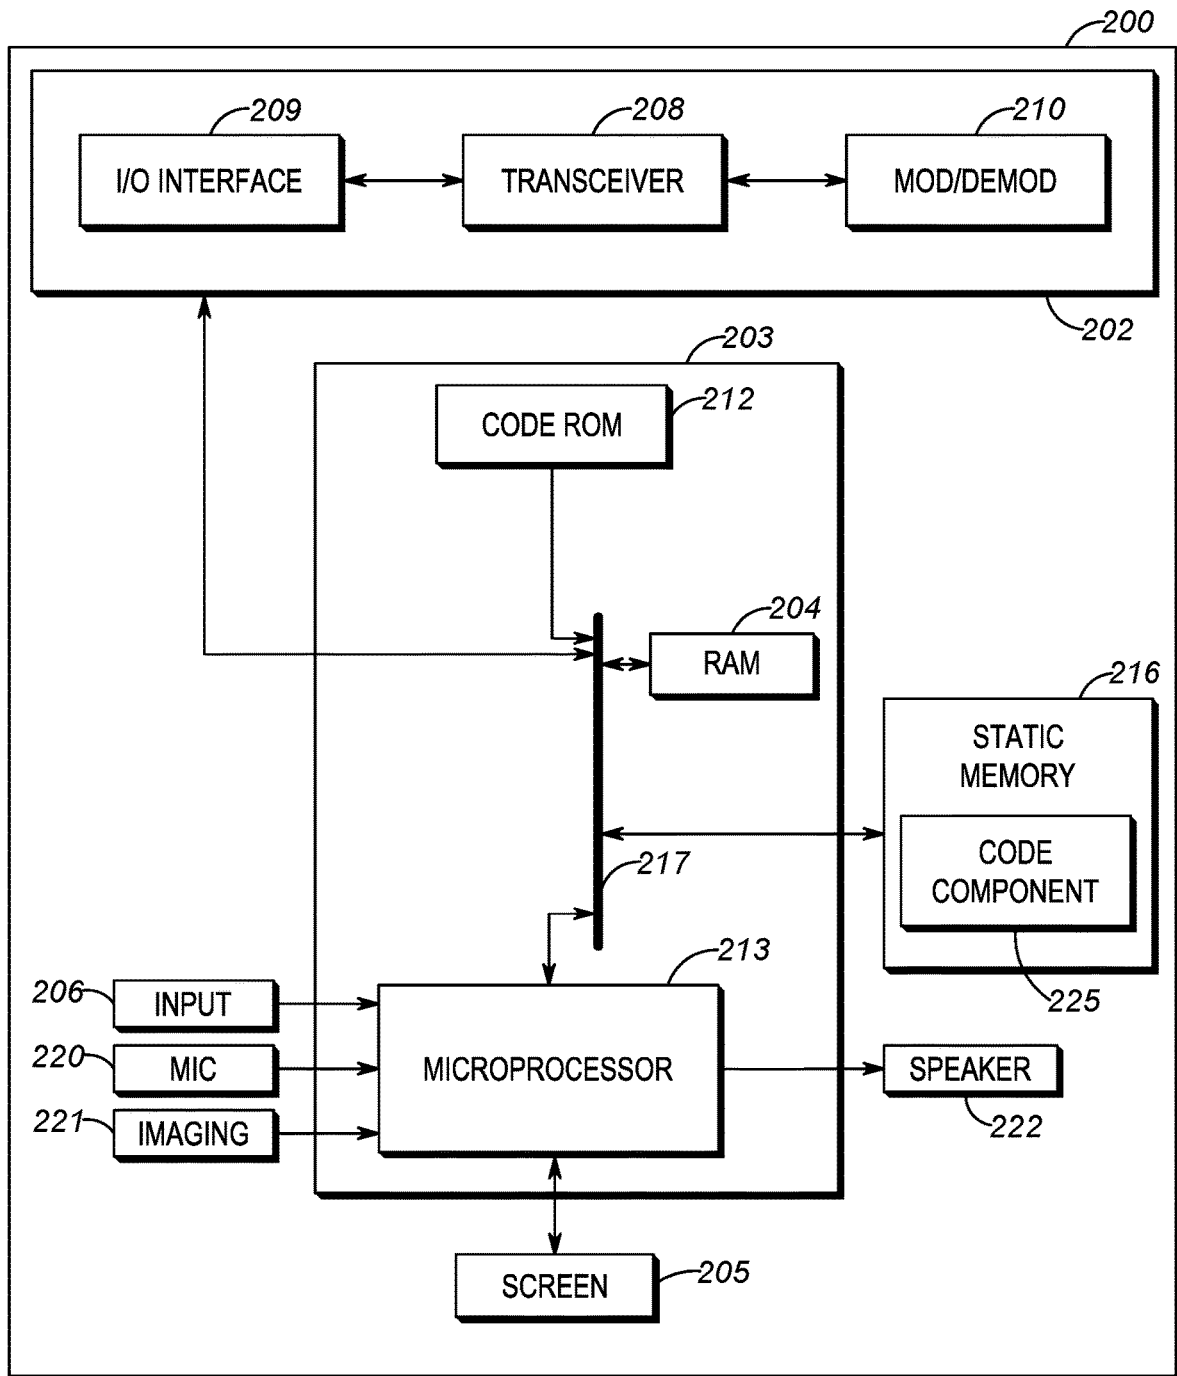 200
209
208
210
I/O INTERFACE
TRANSCEIVER
MOD/DEMOD
202
203
CODE ROM
212
204
RAM
216
STATIC
MEMORY
CODE
COMPONENT
217
213
225
206
INPUT
220
MIC
MICROPROCESSOR
SPEAKER
221
IMAGING
222
SCREEN
205